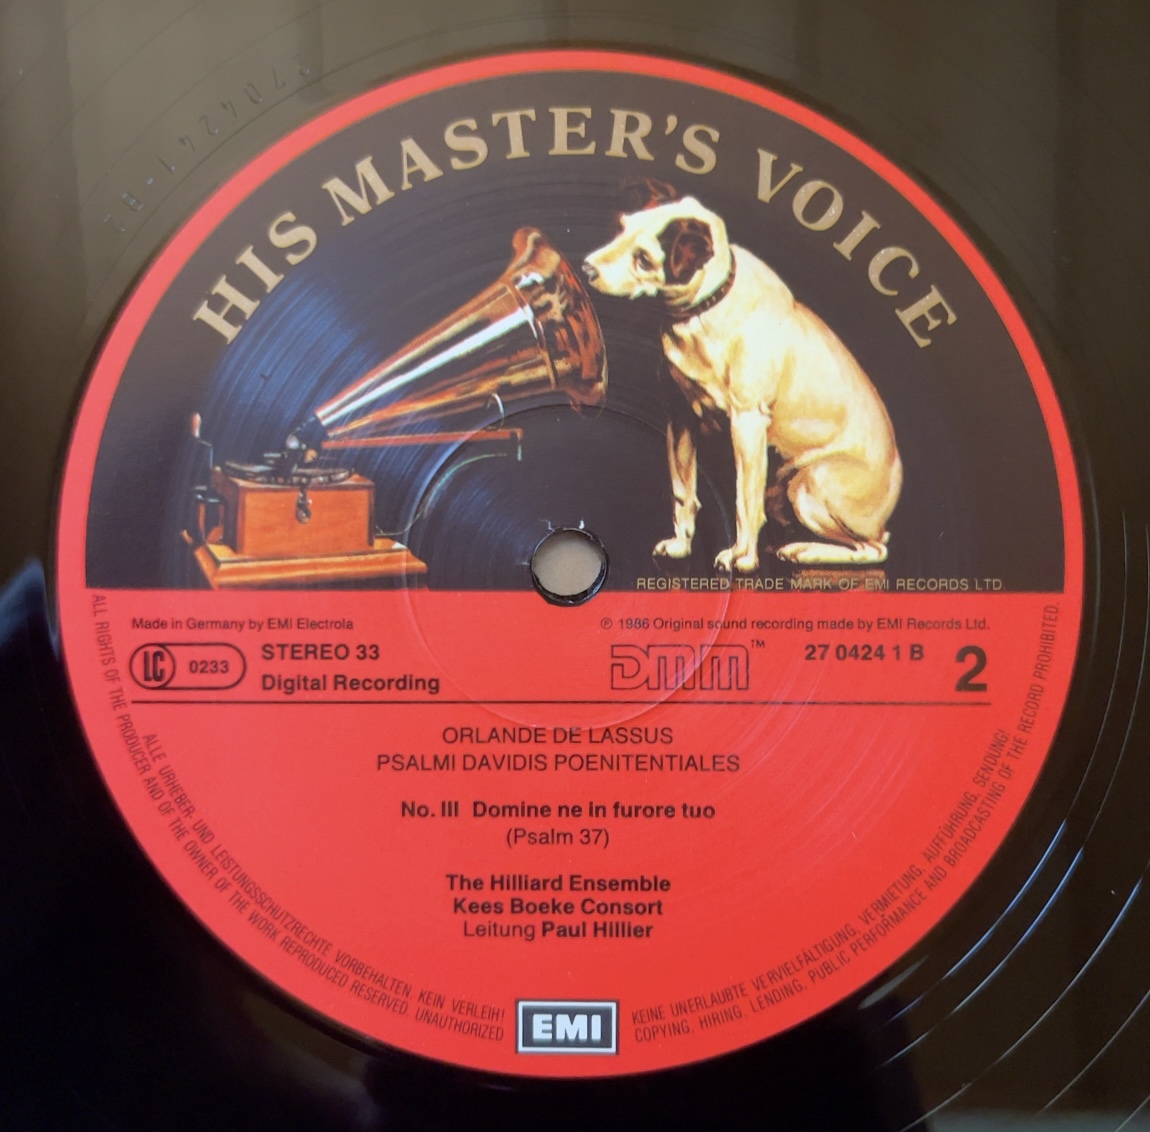 HIS MASTER'S VOICE
REGISTERED TRADE MARK OF EMI RECORDS LTD.
Made in Germany by EMI Electrola
℗ 1986 Original sound recording made by EMI Records Ltd.
LC 0233
STEREO 33
Digital Recording
DMM™
27 0424 1 B
2
ORLANDE DE LASSUS
PSALMI DAVIDIS POENITENTIALES
No. III Domine ne in furore tuo
(Psalm 37)
The Hilliard Ensemble
Kees Boeke Consort
Leitung Paul Hillier
EMI
ALLE URHEBER- UND LEISTUNGSSCHUTZRECHTE VORBEHALTEN. KEIN VERLEIH!
KEINE UNERLAUBTE VERVIELFÄLTIGUNG, VERMIETUNG, AUFFÜHRUNG, SENDUNG!
ALL RIGHTS OF THE PRODUCER AND OF THE OWNER OF THE WORK REPRODUCED RESERVED. UNAUTHORIZED
COPYING, HIRING, LENDING, PUBLIC PERFORMANCE AND BROADCASTING OF THE RECORD PROHIBITED.